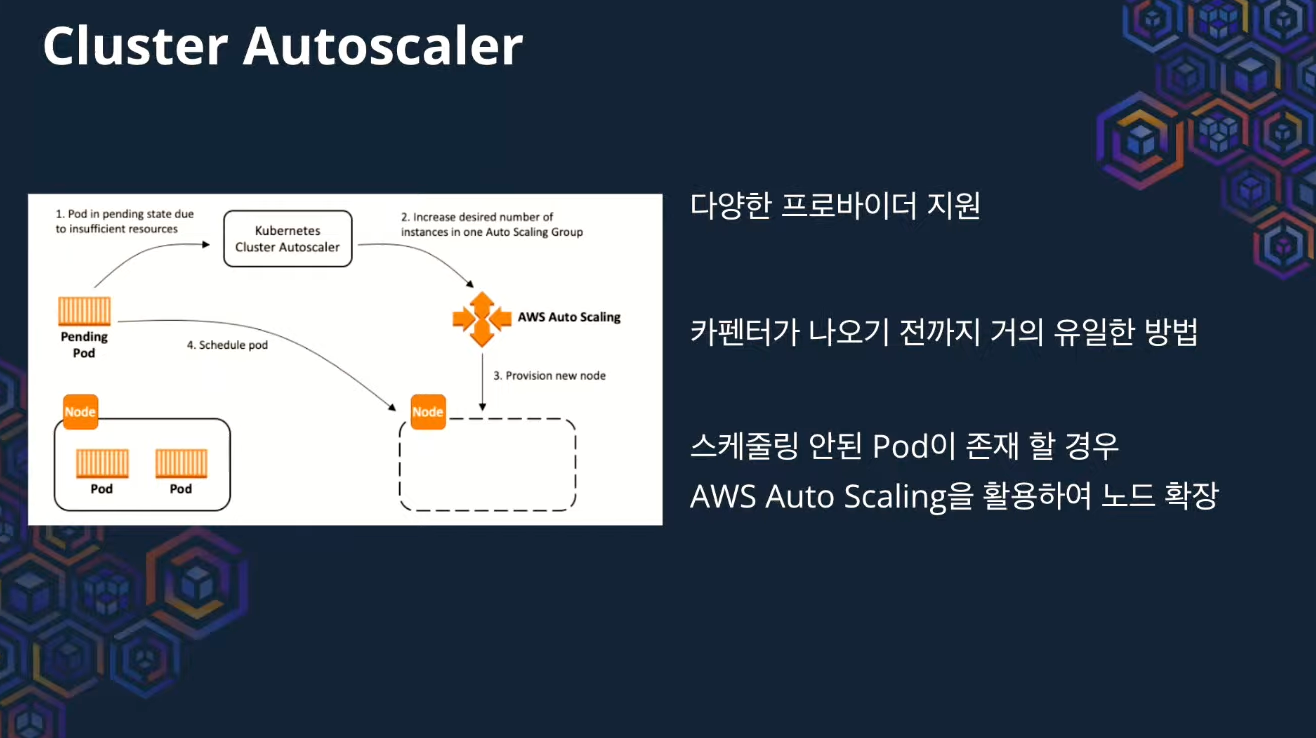 Cluster Autoscaler
1. Pod in pending state due
to insufficient resources
Kubernetes
Cluster Autoscaler
2. Increase desired number of
instances in one Auto Scaling Group
AWS Auto Scaling
Pending
Pod
4. Schedule pod
3. Provision new node
Node
Pod
Pod
Node
다양한 프로바이더 지원
카펜터가 나오기 전까지 거의 유일한 방법
스케줄링 안된 Pod이 존재 할 경우
AWS Auto Scaling을 활용하여 노드 확장